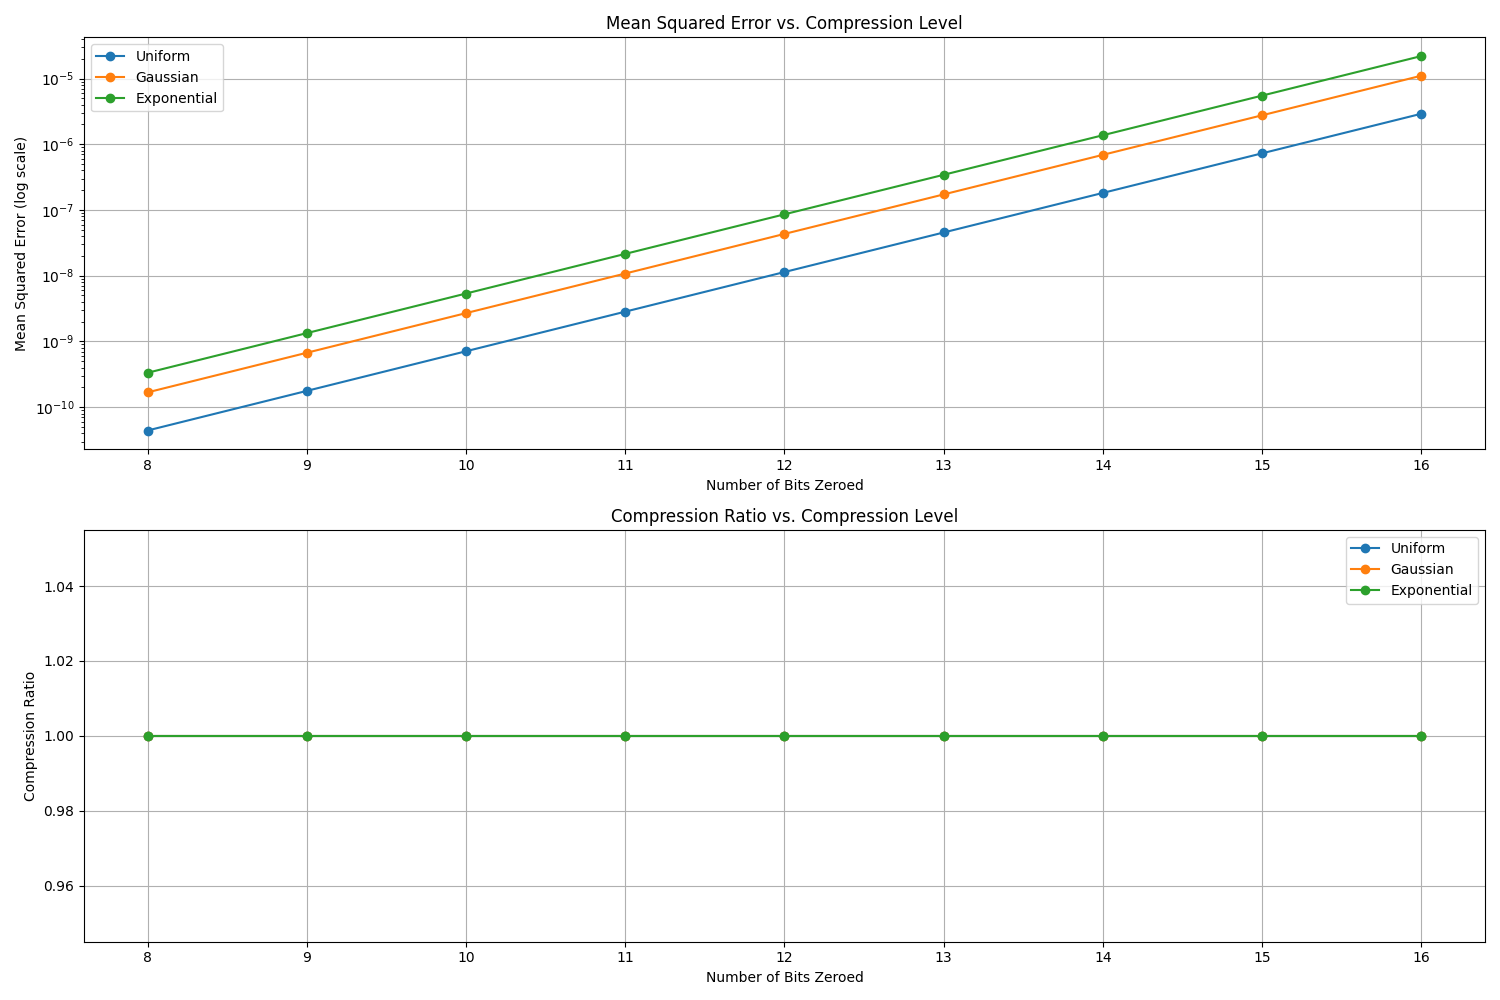 Mean Squared Error vs. Compression Level
Mean Squared Error (log scale)
10⁻⁵
10⁻⁶
10⁻⁷
10⁻⁸
10⁻⁹
10⁻¹⁰
Uniform
Gaussian
Exponential
8 9 10 11 12 13 14 15 16
Number of Bits Zeroed
Compression Ratio vs. Compression Level
Compression Ratio
1.04
1.02
1.00
0.98
0.96
Uniform
Gaussian
Exponential
8 9 10 11 12 13 14 15 16
Number of Bits Zeroed